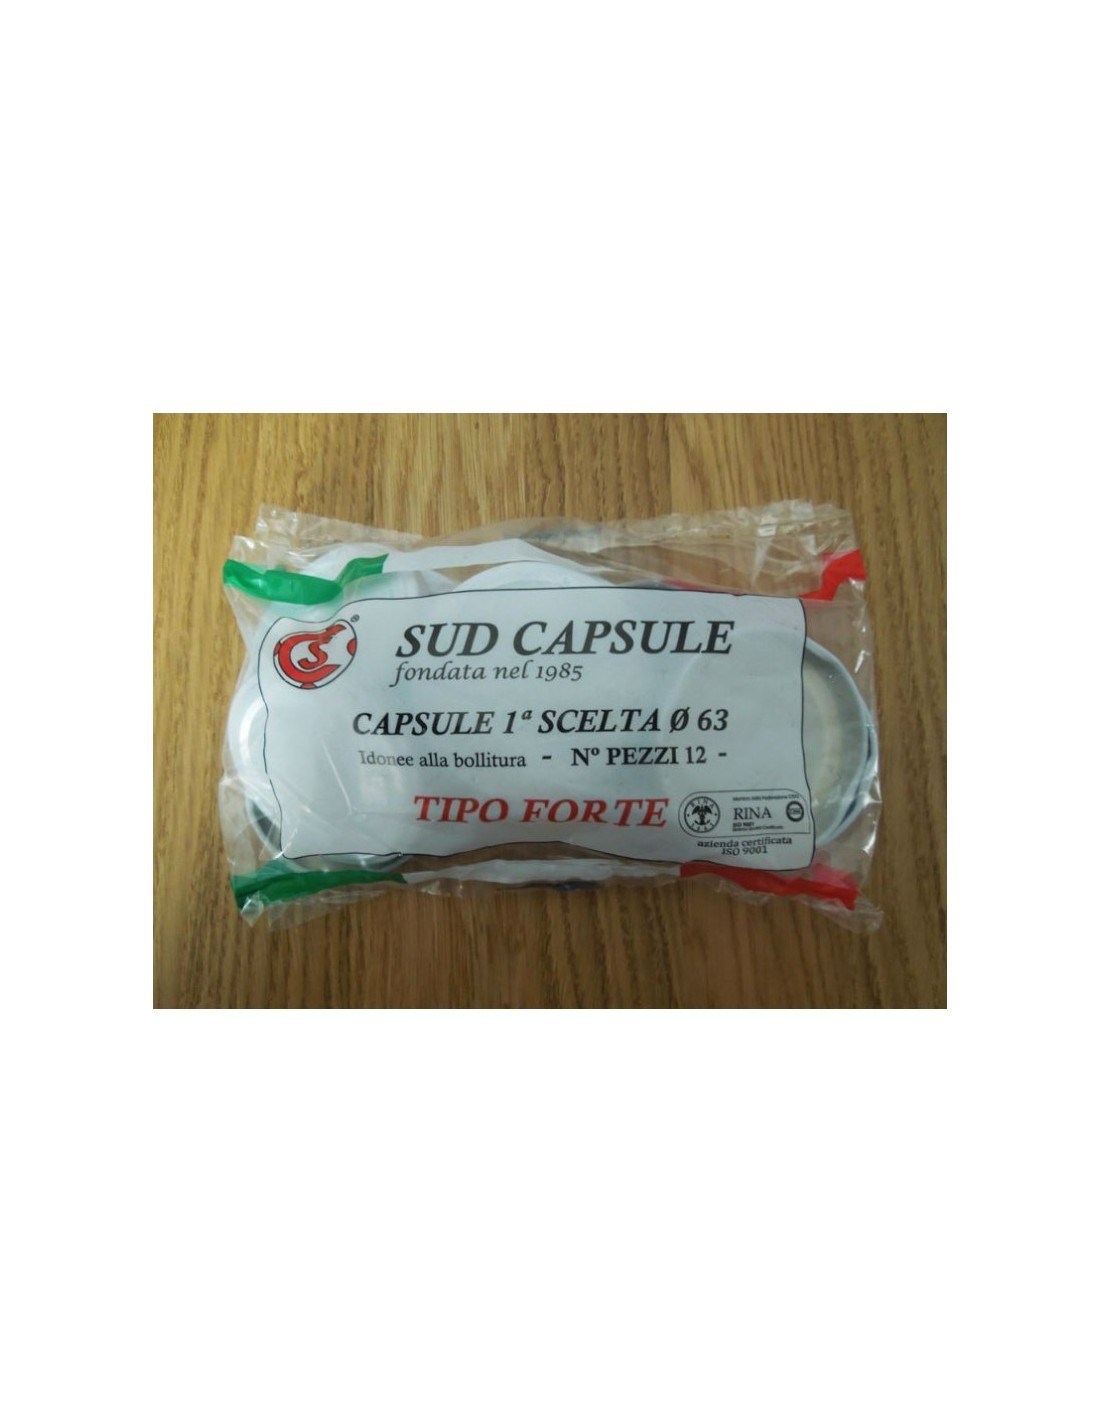 SUD CAPSULE
fondata nel 1985
CAPSULE 1ª SCELTA Ø 63
Idonee alla bollitura - Nº PEZZI 12 -
TIPO FORTE
RINA
RINA
azienda certificata
ISO 9001